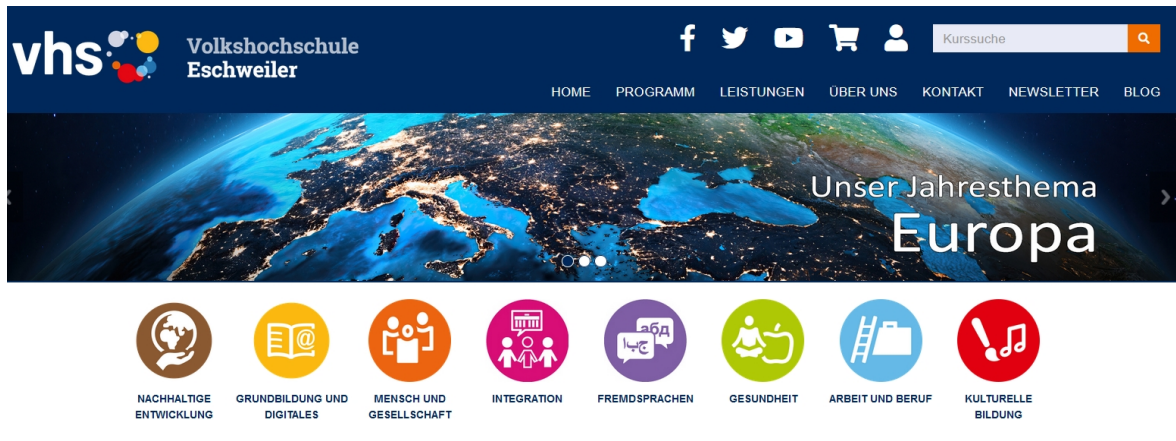 vhs
Volkshochschule
Eschweiler
Kurssuche
HOME PROGRAMM LEISTUNGEN ÜBER UNS KONTAKT NEWSLETTER BLOG
Unser Jahresthema
Europa
@
абд
NACHHALTIGE
ENTWICKLUNG
GRUNDBILDUNG UND
DIGITALES
MENSCH UND
GESELLSCHAFT
INTEGRATION
FREMDSPRACHEN
GESUNDHEIT
ARBEIT UND BERUF
KULTURELLE
BILDUNG